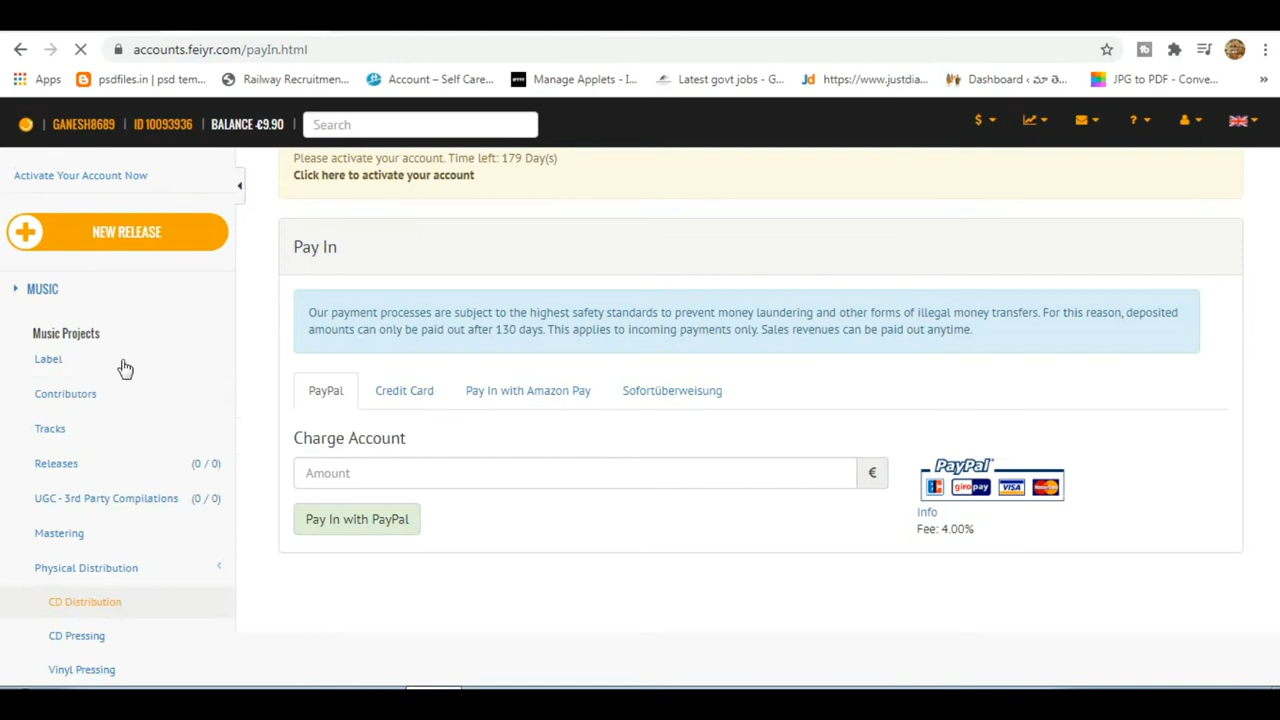 accounts.feiyr.com/payIn.html
Apps
psdfiles.in | psd tem...
Railway Recruitmen...
Account – Self Care...
Manage Applets - I...
Latest govt jobs - G...
Jd https://www.justdia...
Dashboard ‹ మా తె...
JPG to PDF - Conve...
»
| GANESH8689 | ID 10093936 | BALANCE -€9.90 | Search
$ ?
Please activate your account. Time left: 179 Day(s)
Click here to activate your account
Activate Your Account Now
NEW RELEASE
MUSIC
Music Projects
Label
Contributors
Tracks
Releases (0 / 0)
UGC - 3rd Party Compilations (0 / 0)
Mastering
Physical Distribution
CD Distribution
CD Pressing
Vinyl Pressing
Pay In
Our payment processes are subject to the highest safety standards to prevent money laundering and other forms of illegal money transfers. For this reason, deposited
amounts can only be paid out after 130 days. This applies to incoming payments only. Sales revenues can be paid out anytime.
PayPal Credit Card Pay In with Amazon Pay Sofortüberweisung
Charge Account
Amount €
Pay In with PayPal
PayPal
EC giropay VISA MasterCard
Info
Fee: 4.00%